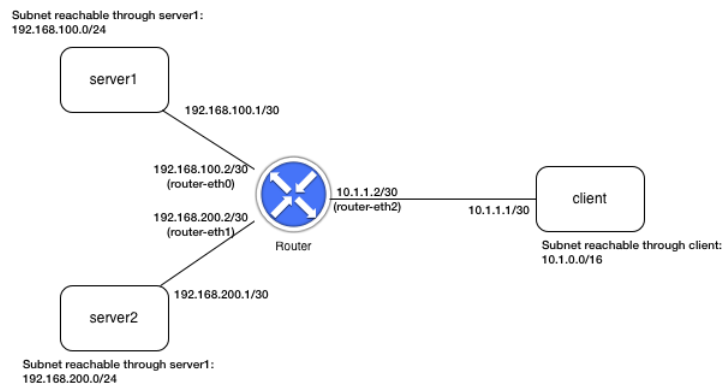 Subnet reachable through server1:
192.168.100.0/24
server1
192.168.100.1/30
192.168.100.2/30
(router-eth0)
10.1.1.2/30
(router-eth2)
192.168.200.2/30
(router-eth1)
Router
10.1.1.1/30
client
Subnet reachable through client:
10.1.0.0/16
192.168.200.1/30
server2
Subnet reachable through server1:
192.168.200.0/24